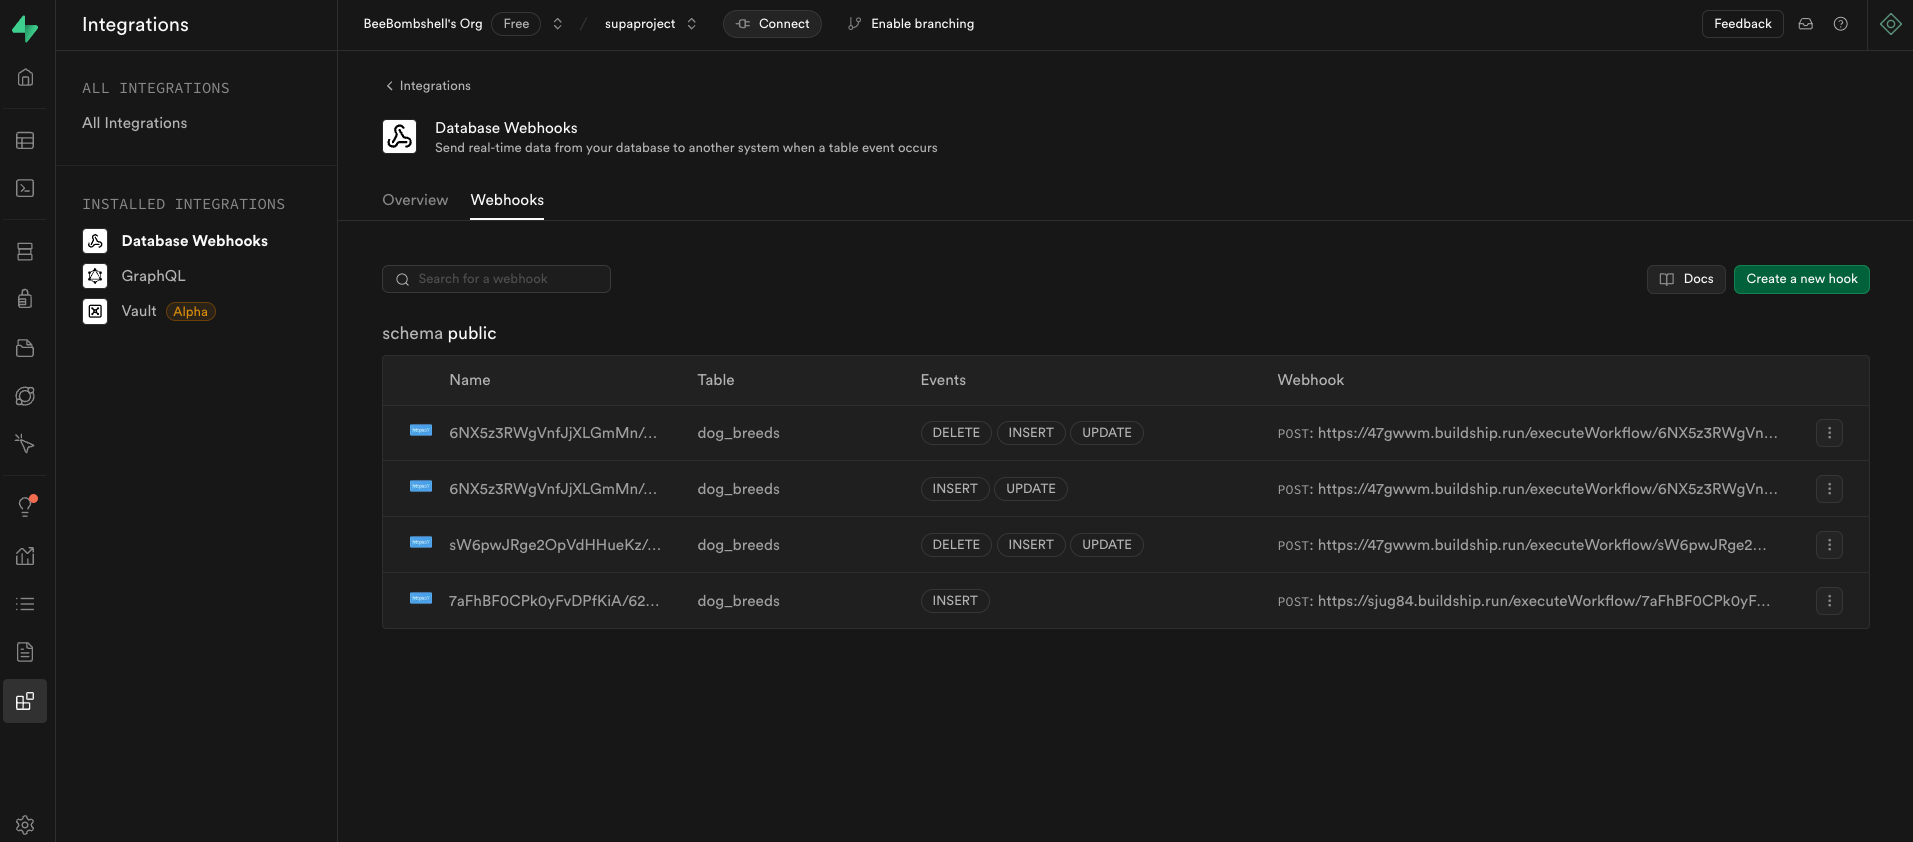 Integrations
BeeBombshell's Org Free / supaproject Connect Enable branching Feedback
ALL INTEGRATIONS
All Integrations
INSTALLED INTEGRATIONS
Database Webhooks
GraphQL
Vault Alpha
Integrations
Database Webhooks
Send real-time data from your database to another system when a table event occurs
Overview Webhooks
Search for a webhook Docs Create a new hook
schema public
Name Table Events Webhook
6NX5z3RWgVnfJjXLGmMn/... dog_breeds DELETE INSERT UPDATE POST: https://47gwwm.buildship.run/executeWorkflow/6NX5z3RWgVn...
6NX5z3RWgVnfJjXLGmMn/... dog_breeds INSERT UPDATE POST: https://47gwwm.buildship.run/executeWorkflow/6NX5z3RWgVn...
sW6pwJRge2OpVdHHueKz/... dog_breeds DELETE INSERT UPDATE POST: https://47gwwm.buildship.run/executeWorkflow/sW6pwJRge2...
7aFhBF0CPk0yFvDPfKiA/62... dog_breeds INSERT POST: https://sjug84.buildship.run/executeWorkflow/7aFhBF0CPk0yF...